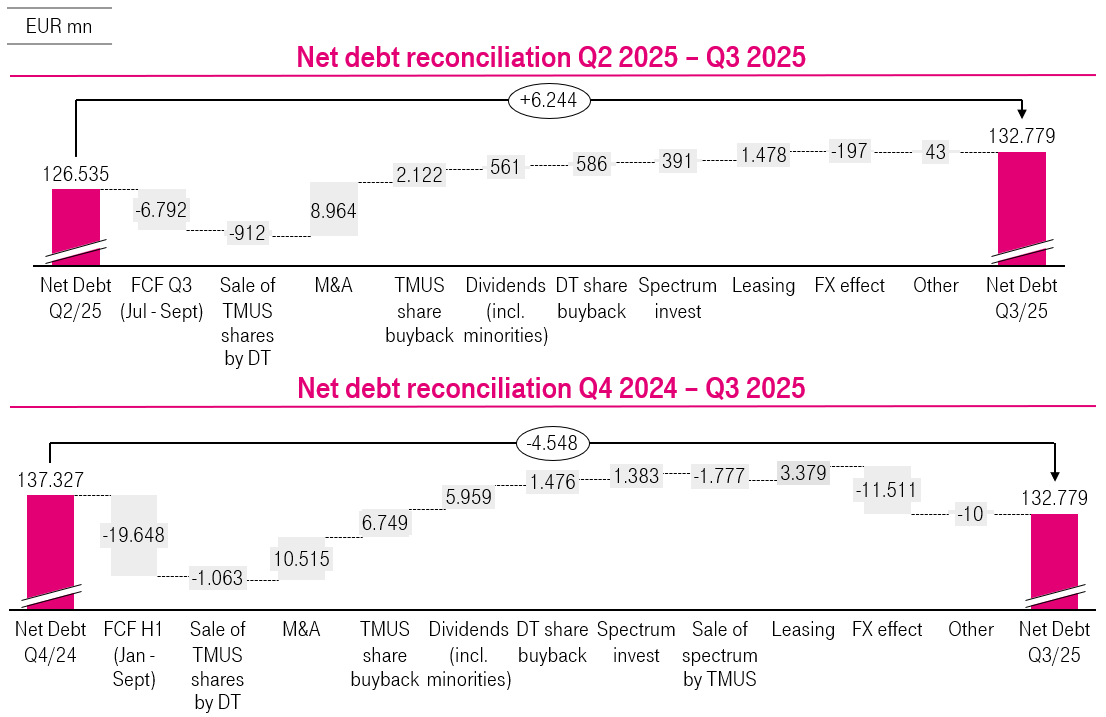 EUR mn
Net debt reconciliation Q2 2025 – Q3 2025
+6.244
126.535
-6.792
-912
8.964
2.122
561
586
391
1.478
-197
43
132.779
Net Debt
Q2/25
FCF Q3
(Jul - Sept)
Sale of
TMUS
shares
by DT
M&A
TMUS
share
buyback
Dividends
(incl.
minorities)
DT share
buyback
Spectrum
invest
Leasing
FX effect
Other
Net Debt
Q3/25
Net debt reconciliation Q4 2024 – Q3 2025
-4.548
137.327
-19.648
-1.063
10.515
6.749
5.959
1.476
1.383
-1.777
3.379
-11.511
-10
132.779
Net Debt
Q4/24
FCF H1
(Jan -
Sept)
Sale of
TMUS
shares
by DT
M&A
TMUS
share
buyback
Dividends
(incl.
minorities)
DT share
buyback
Spectrum
invest
Sale of
spectrum
by TMUS
Leasing
FX effect
Other
Net Debt
Q3/25